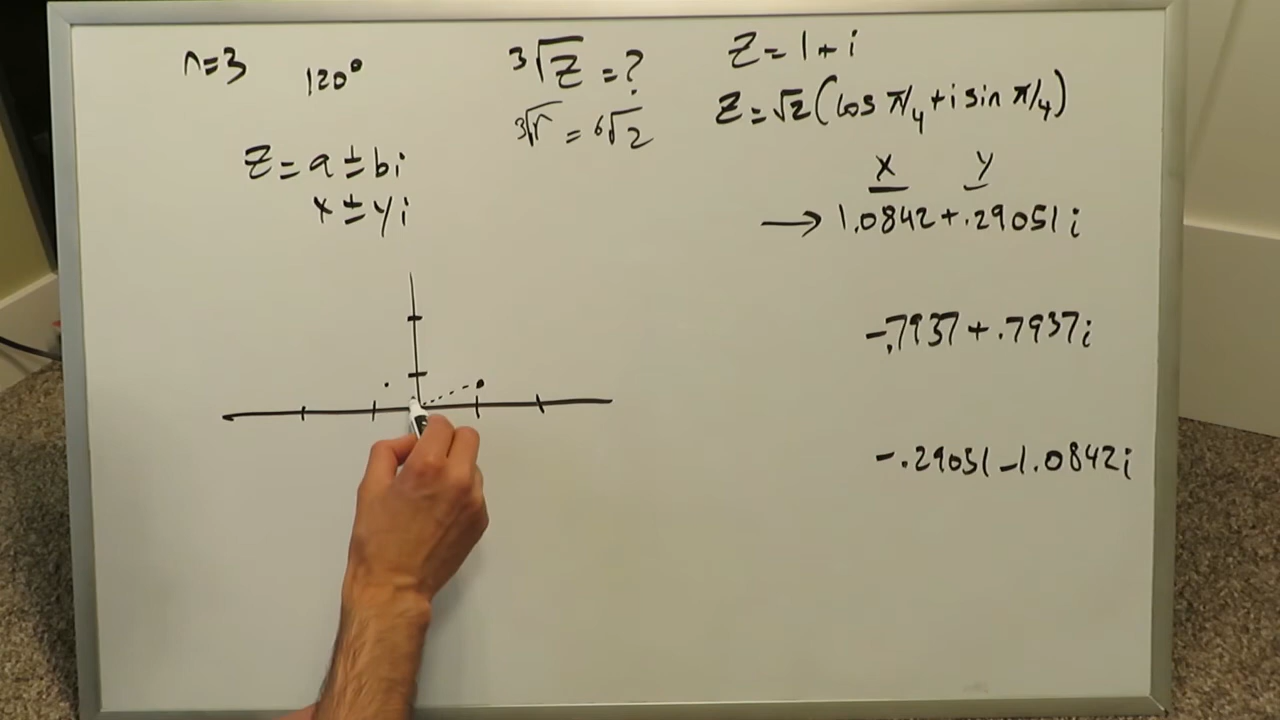 n=3
120°
∛Z = ?
∛r = ⁶√2
Z = a ± bi
x ± yi
Z = 1 + i
Z = √2 (cos π/4 + i sin π/4)
X Y
→ 1.0842 + .29051 i
-.7937 + .7937i
-.29051 - 1.0842i